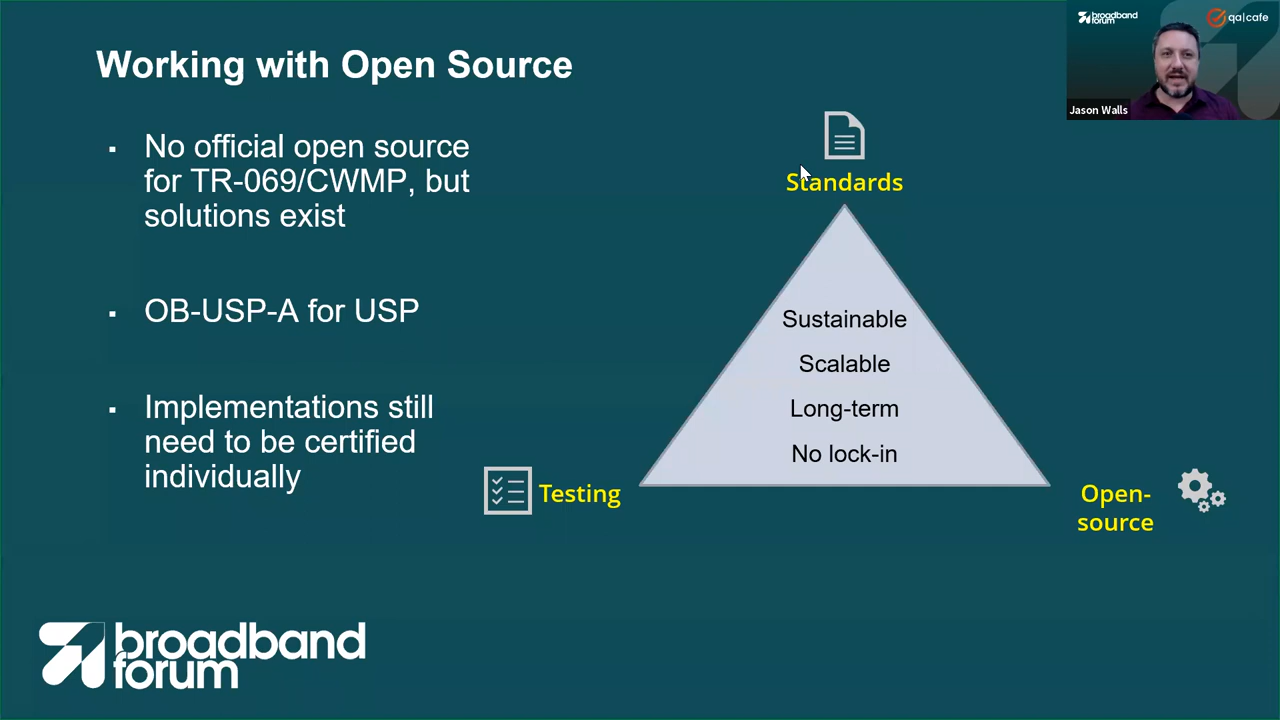 Working with Open Source
▪ No official open source
for TR-069/CWMP, but
solutions exist
▪ OB-USP-A for USP
▪ Implementations still
need to be certified
individually
Standards
Sustainable
Scalable
Long-term
No lock-in
Testing
Open-
source
broadband
forum
broadband
forum
qa|cafe
Jason Walls